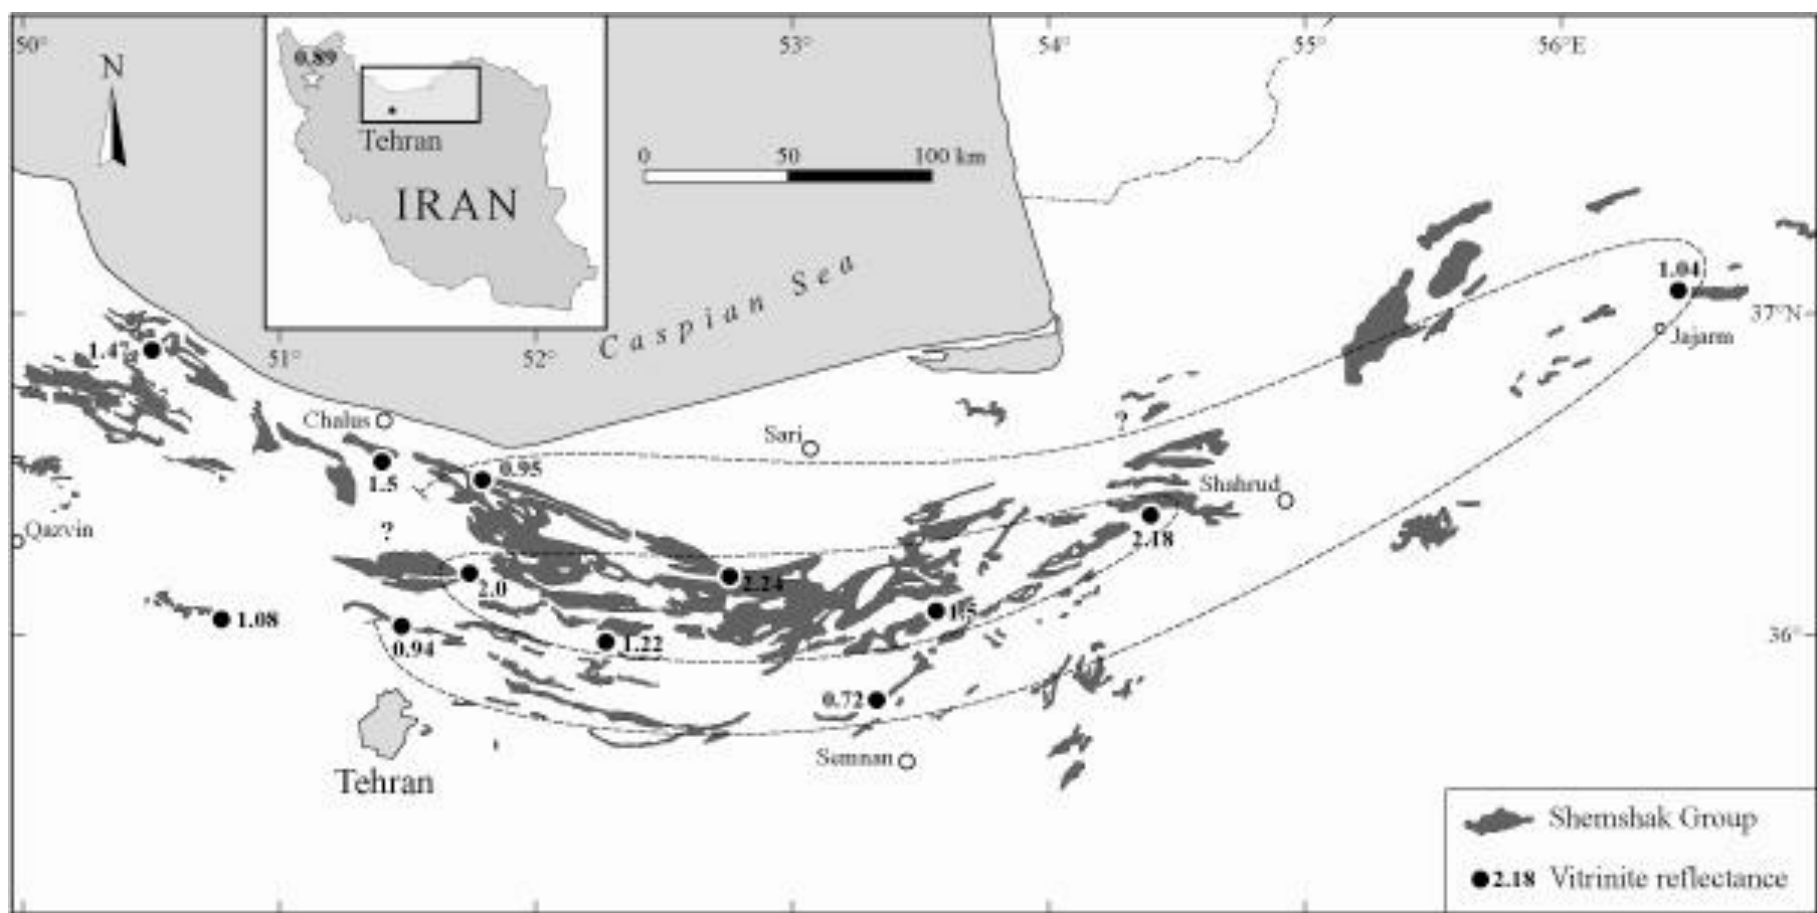 50°
53°
54°
55°
56°E
N
0.89
Tehran
IRAN
0 50 100 km
Caspian Sea
51°
52°
37°N
1.04
Jajarm
1.47
Chalus
Sari
?
1.5
0.95
Shahrud
Qazvin
?
2.18
2.0
2.24
1.08
1.5
0.94
1.22
36°
0.72
Semnan
Tehran
Shemshak Group
2.18 Vitrinite reflectance